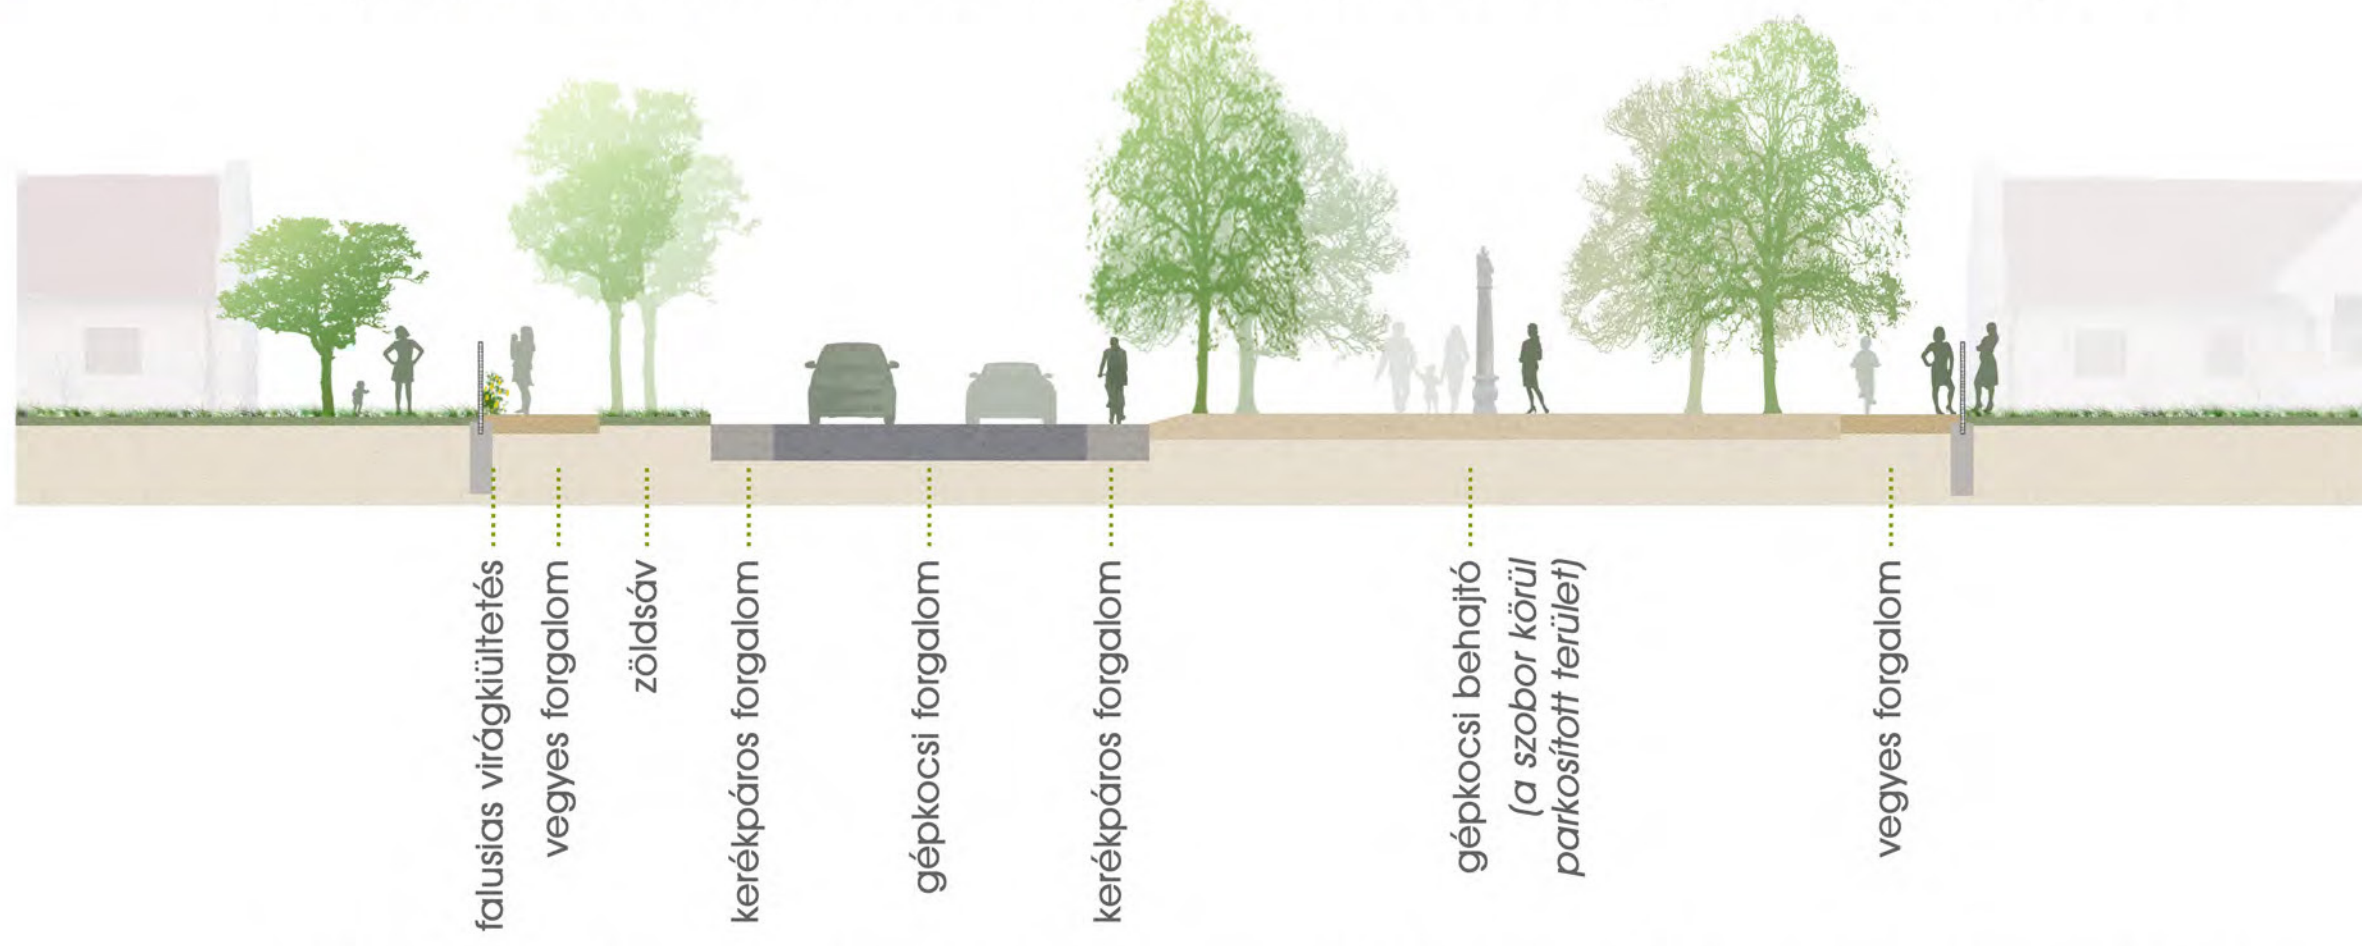 falusias virágkiültetés
vegyes forgalom
zöldsáv
kerékpáros forgalom
gépkocsi forgalom
kerékpáros forgalom
gépkocsi behajtó
(a szobor körül
parkosított terület)
vegyes forgalom